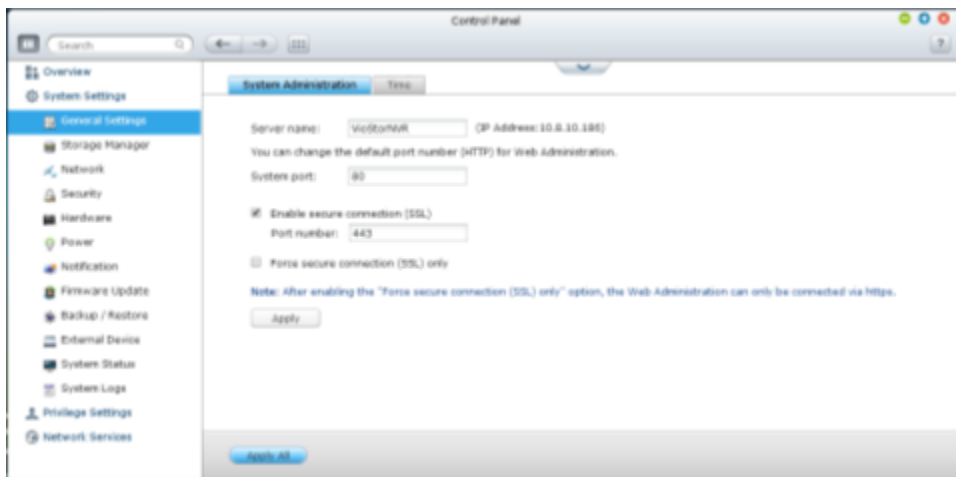 Control Panel
Search
?
Overview
System Settings
General Settings
Storage Manager
Network
Security
Hardware
Power
Notification
Firmware Update
Backup / Restore
External Device
System Status
System Logs
Privilege Settings
Network Services
System Administration
Time
Server name: VioStorNVR (IP Address:10.8.10.186)
You can change the default port number (HTTP) for Web Administration.
System port: 80
Enable secure connection (SSL)
Port number: 443
Force secure connection (SSL) only
Note: After enabling the "Force secure connection (SSL) only" option, the Web Administration can only be connected via https.
Apply
Apply All